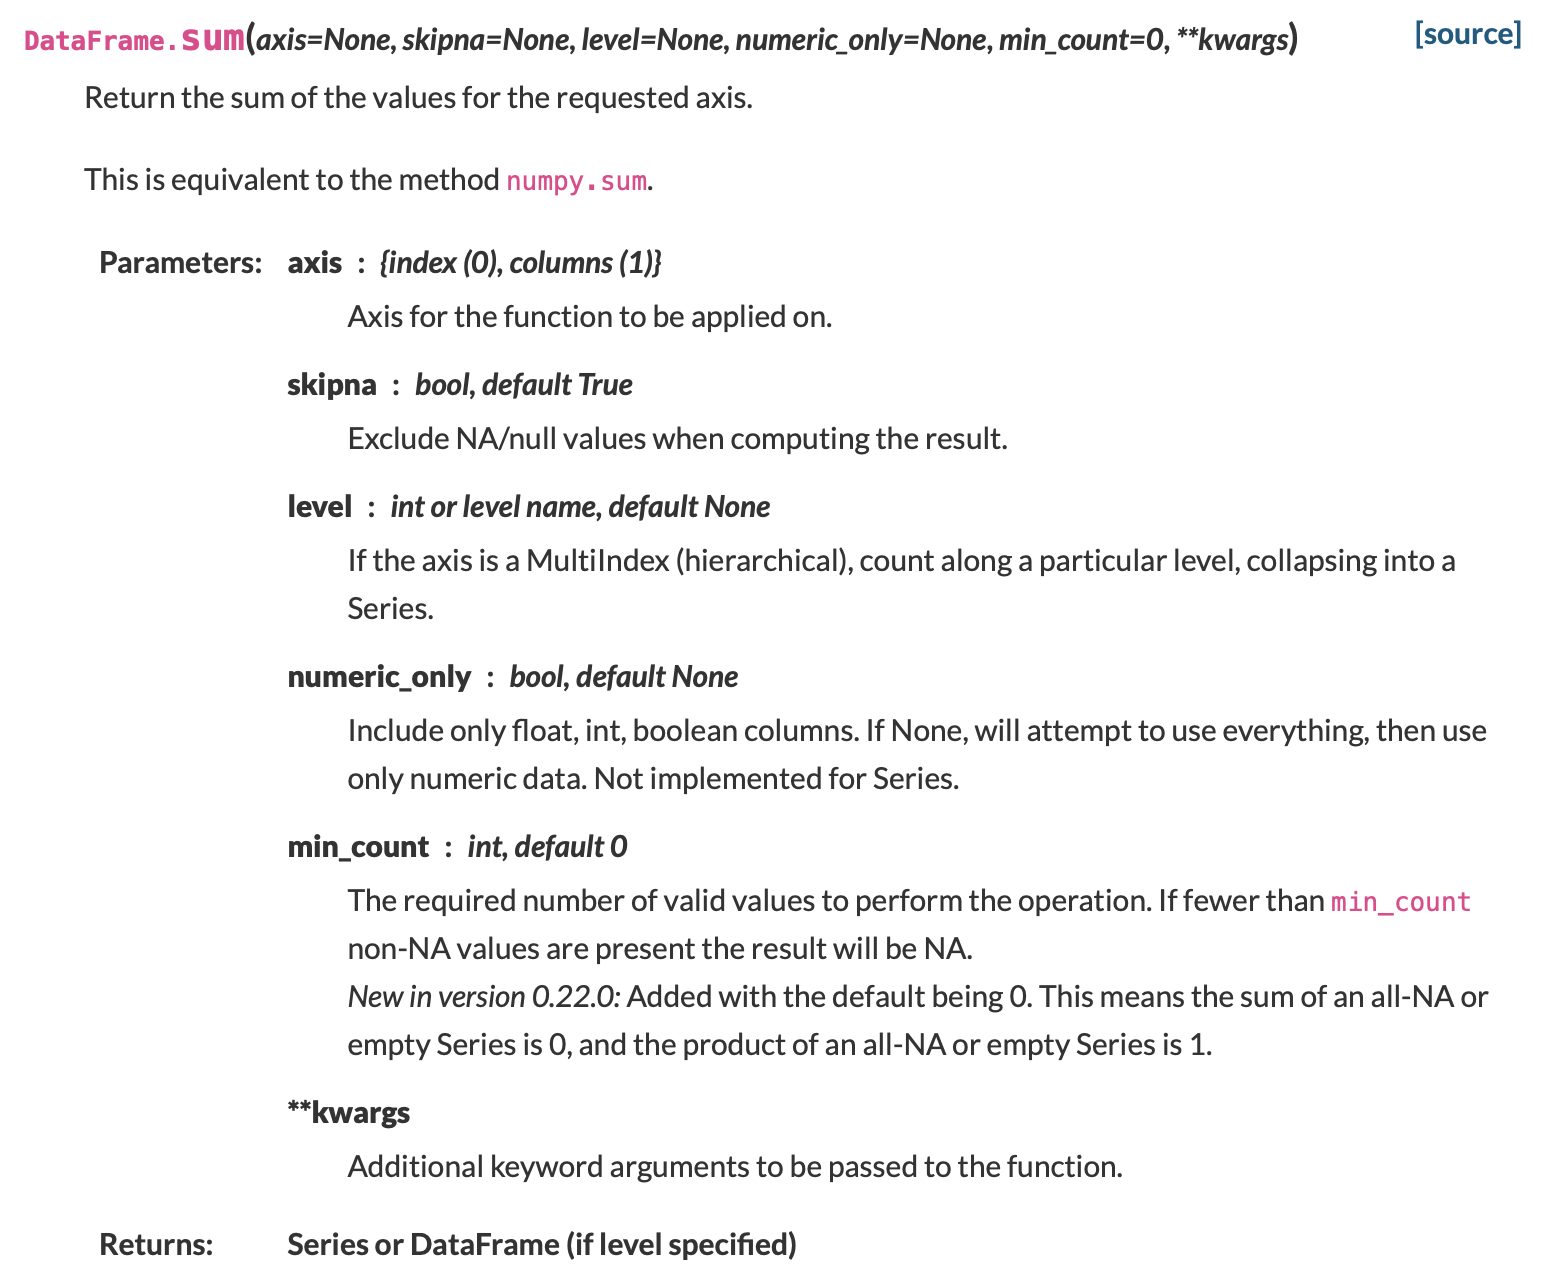 DataFrame.sum(axis=None, skipna=None, level=None, numeric_only=None, min_count=0, **kwargs) [source]
Return the sum of the values for the requested axis.
This is equivalent to the method numpy.sum.
Parameters: axis : {index (0), columns (1)}
Axis for the function to be applied on.
skipna : bool, default True
Exclude NA/null values when computing the result.
level : int or level name, default None
If the axis is a MultiIndex (hierarchical), count along a particular level, collapsing into a
Series.
numeric_only : bool, default None
Include only float, int, boolean columns. If None, will attempt to use everything, then use
only numeric data. Not implemented for Series.
min_count : int, default 0
The required number of valid values to perform the operation. If fewer than min_count
non-NA values are present the result will be NA.
New in version 0.22.0: Added with the default being 0. This means the sum of an all-NA or
empty Series is 0, and the product of an all-NA or empty Series is 1.
**kwargs
Additional keyword arguments to be passed to the function.
Returns: Series or DataFrame (if level specified)